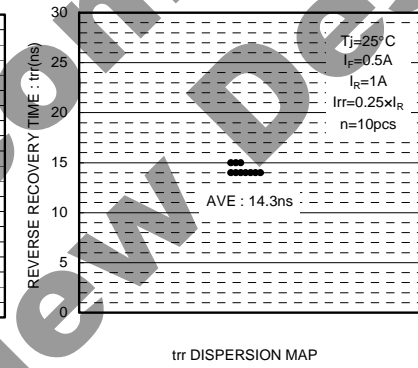 30
25
20
15
10
5
0
REVERSE RECOVERY TIME : trr(ns)
Tj=25°C
IF=0.5A
IR=1A
Irr=0.25×IR
n=10pcs
AVE : 14.3ns
trr DISPERSION MAP